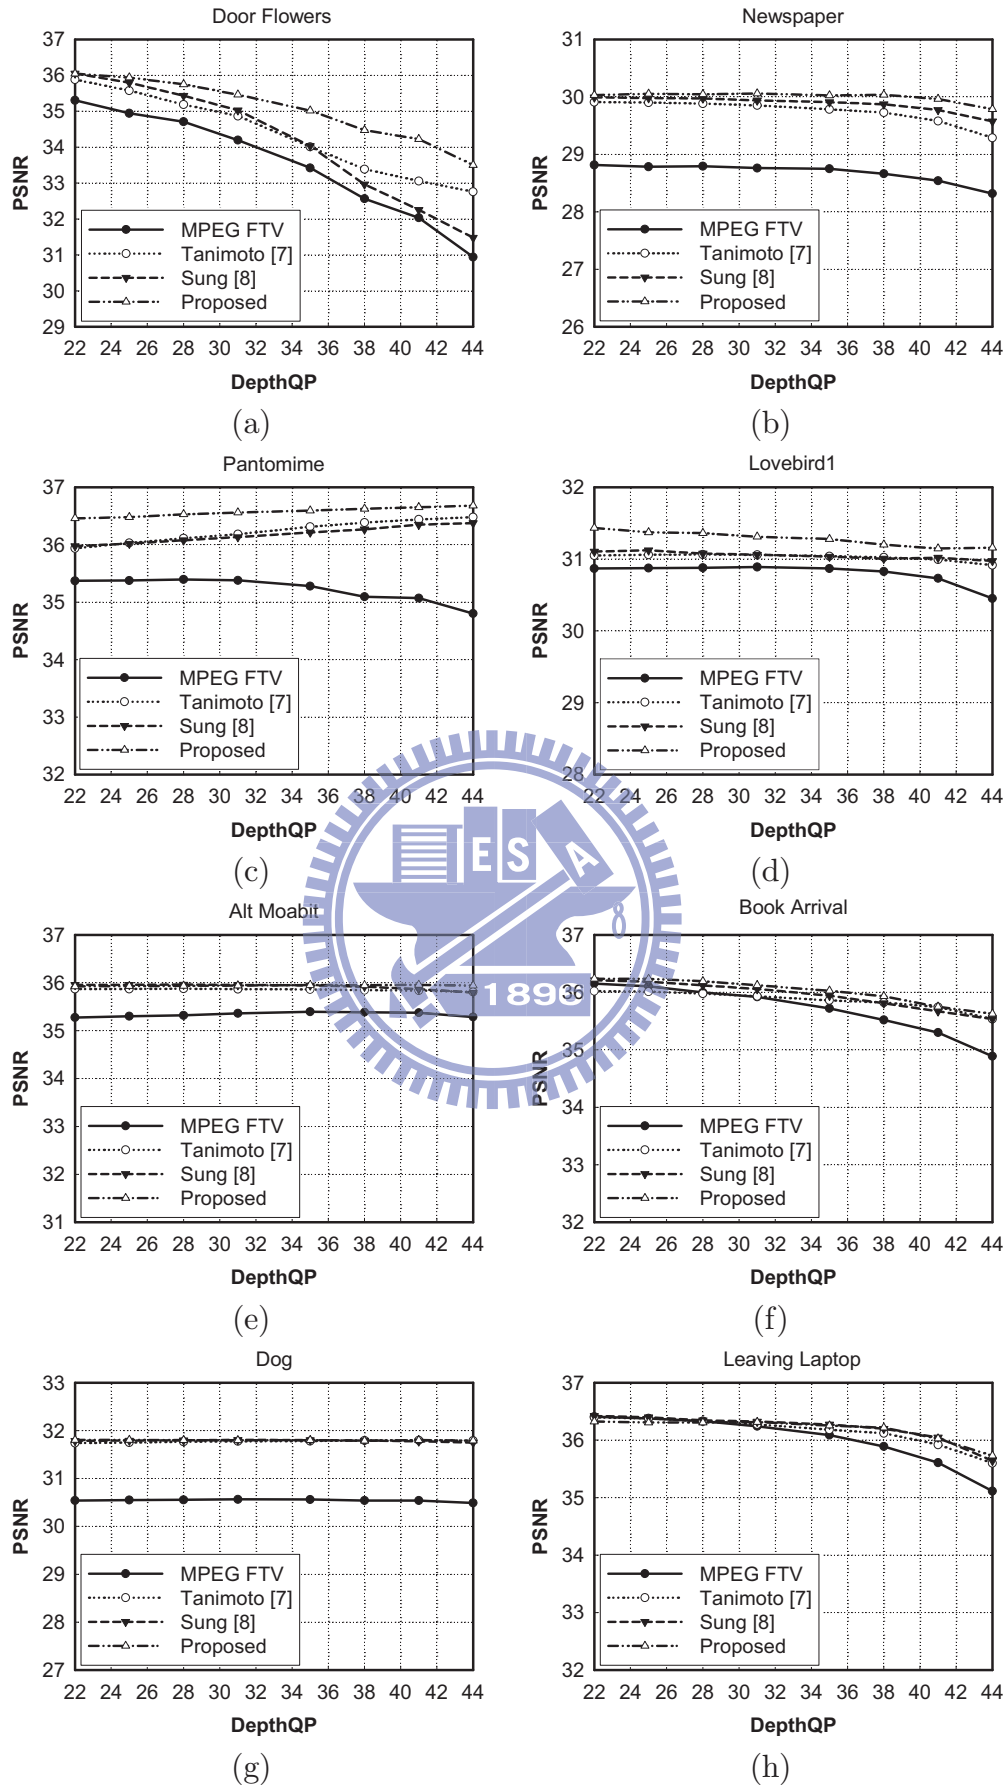 Door Flowers
37
36
35
34
33
32
31
30
29
PSNR
MPEG FTV
Tanimoto [7]
Sung [8]
Proposed
22 24 26 28 30 32 34 36 38 40 42 44
DepthQP
(a)
Newspaper
31
30
29
28
27
26
PSNR
MPEG FTV
Tanimoto [7]
Sung [8]
Proposed
22 24 26 28 30 32 34 36 38 40 42 44
DepthQP
(b)
Pantomime
37
36
35
34
33
32
PSNR
MPEG FTV
Tanimoto [7]
Sung [8]
Proposed
22 24 26 28 30 32 34 36 38 40 42 44
DepthQP
(c)
Lovebird1
32
31
30
29
28
PSNR
MPEG FTV
Tanimoto [7]
Sung [8]
Proposed
22 24 26 28 30 32 34 36 38 40 42 44
DepthQP
(d)
E S A
1896
Alt Moabit
37
36
35
34
33
32
31
PSNR
MPEG FTV
Tanimoto [7]
Sung [8]
Proposed
22 24 26 28 30 32 34 36 38 40 42 44
DepthQP
(e)
Book Arrival
37
36
35
34
33
32
PSNR
MPEG FTV
Tanimoto [7]
Sung [8]
Proposed
22 24 26 28 30 32 34 36 38 40 42 44
DepthQP
(f)
Dog
33
32
31
30
29
28
27
PSNR
MPEG FTV
Tanimoto [7]
Sung [8]
Proposed
22 24 26 28 30 32 34 36 38 40 42 44
DepthQP
(g)
Leaving Laptop
37
36
35
34
33
32
PSNR
MPEG FTV
Tanimoto [7]
Sung [8]
Proposed
22 24 26 28 30 32 34 36 38 40 42 44
DepthQP
(h)